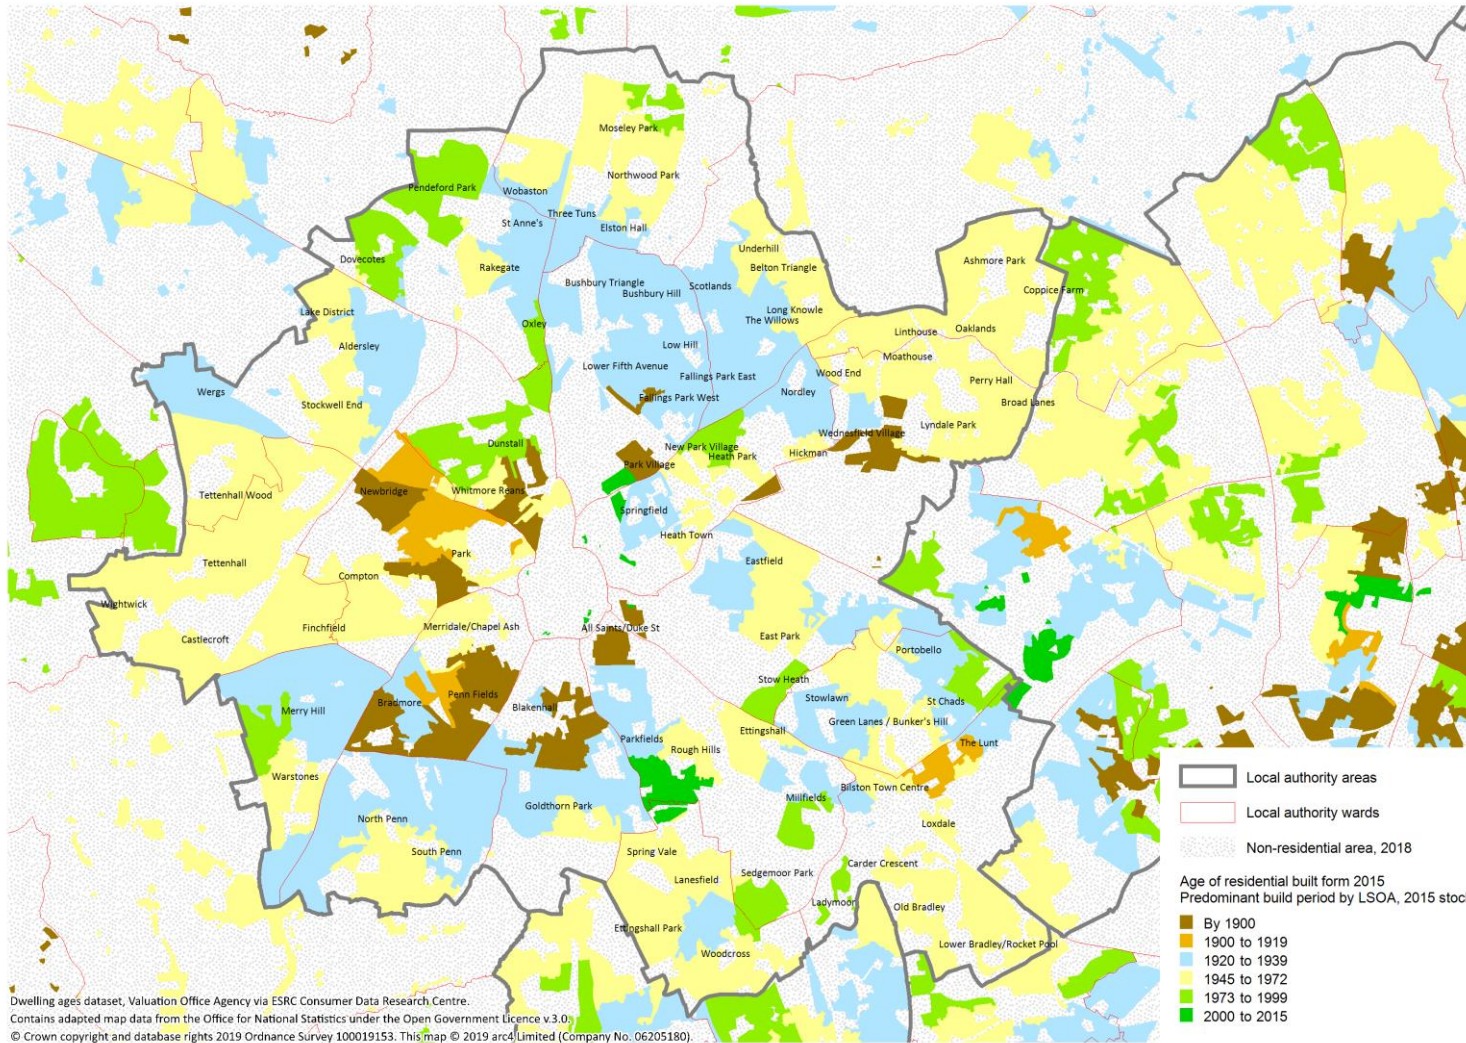 Moseley Park
Northwood Park
Pendeford Park
Wobaston
Three Tuns
St Anne's
Elston Hall
Underhill
Belton Triangle
Dovecotes
Rakegate
Ashmore Park
Bushbury Triangle
Bushbury Hill
Scotlands
Coppice Farm
Lake District
Long Knowle
The Willows
Oxley
Linthouse
Oaklands
Aldersley
Low Hill
Moathouse
Lower Fifth Avenue
Fallings Park East
Wood End
Perry Hall
Wergs
Nordley
Fallings Park West
Broad Lanes
Stockwell End
Lyndale Park
Wednesfield Village
Dunstall
New Park Village
Heath Park
Hickman
Park Village
Newbridge
Whitmore Reans
Tettenhall Wood
Springfield
Heath Town
Park
Tettenhall
Eastfield
Compton
Wightwick
Castlecroft
Finchfield
Merridale/Chapel Ash
All Saints/Duke St
East Park
Portobello
Stow Heath
Merry Hill
Bradmore
Penn Fields
Blakenhall
Stowlawn
St Chads
Green Lanes / Bunker's Hill
Parkfields
Rough Hills
Ettingshall
The Lunt
Warstones
Bilston Town Centre
Goldthorn Park
Millfields
North Penn
Loxdale
South Penn
Spring Vale
Carder Crescent
Sedgemoor Park
Lanesfield
Ladymoor
Old Bradley
Ettingshall Park
Woodcross
Lower Bradley/Rocket Pool
Local authority areas
Local authority wards
Non-residential area, 2018
Age of residential built form 2015
Predominant build period by LSOA, 2015 stoc
By 1900
1900 to 1919
1920 to 1939
1945 to 1972
1973 to 1999
2000 to 2015
Dwelling ages dataset, Valuation Office Agency via ESRC Consumer Data Research Centre.
Contains adapted map data from the Office for National Statistics under the Open Government Licence v.3.0.
© Crown copyright and database rights 2019 Ordnance Survey 100019153. This map © 2019 arc4 Limited (Company No. 06205180).